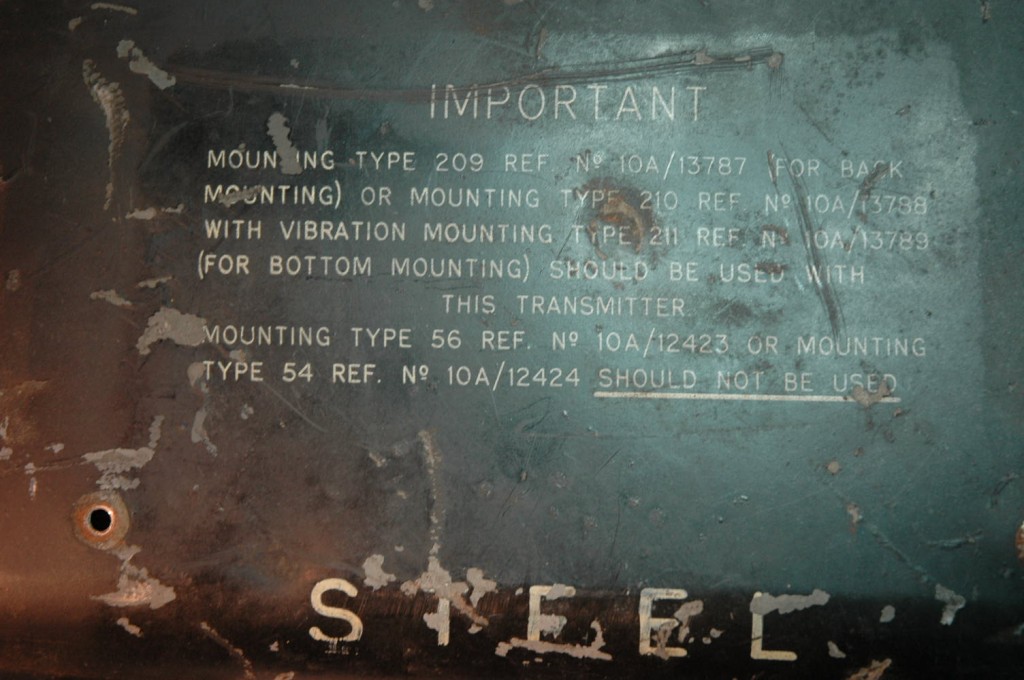 IMPORTANT
MOUNTING TYPE 209 REF. Nº 10A/13787 (FOR BACK
MOUNTING) OR MOUNTING TYPE 210 REF. Nº 10A/13788
WITH VIBRATION MOUNTING TYPE 211 REF. Nº 10A/13789
(FOR BOTTOM MOUNTING) SHOULD BE USED WITH
THIS TRANSMITTER.
MOUNTING TYPE 56 REF. Nº 10A/12423 OR MOUNTING
TYPE 54 REF. Nº 10A/12424 SHOULD NOT BE USED
STEEL